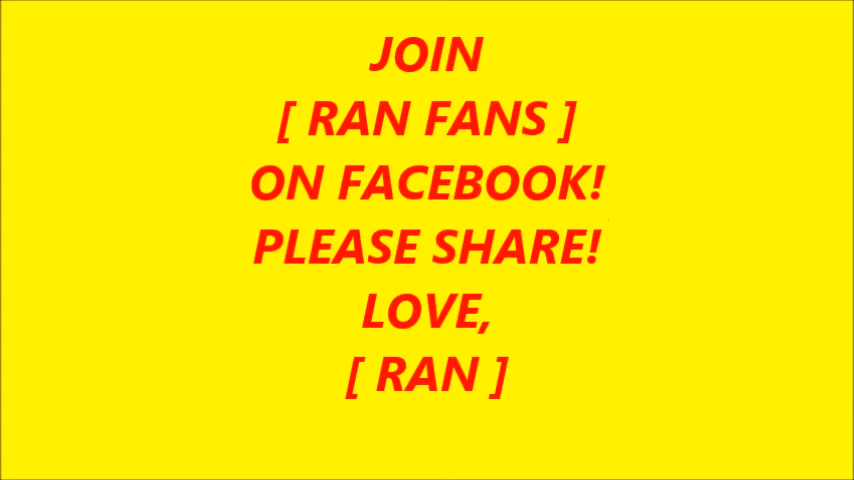 JOIN
[ RAN FANS ]
ON FACEBOOK!
PLEASE SHARE!
LOVE,
[ RAN ]